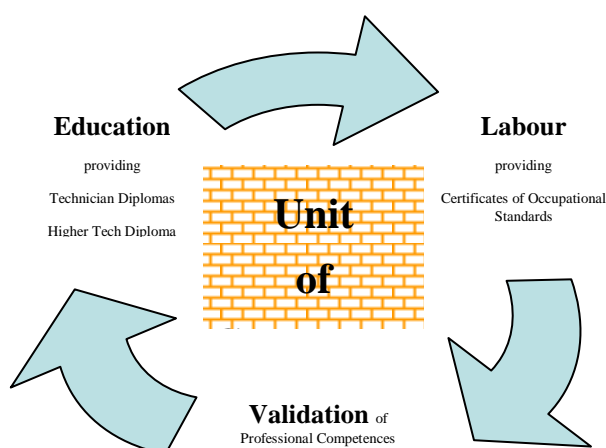 Education
providing
Technician Diplomas
Higher Tech Diploma
Labour
providing
Certificates of Occupational
Standards
Unit
of
Validation of
Professional Competences